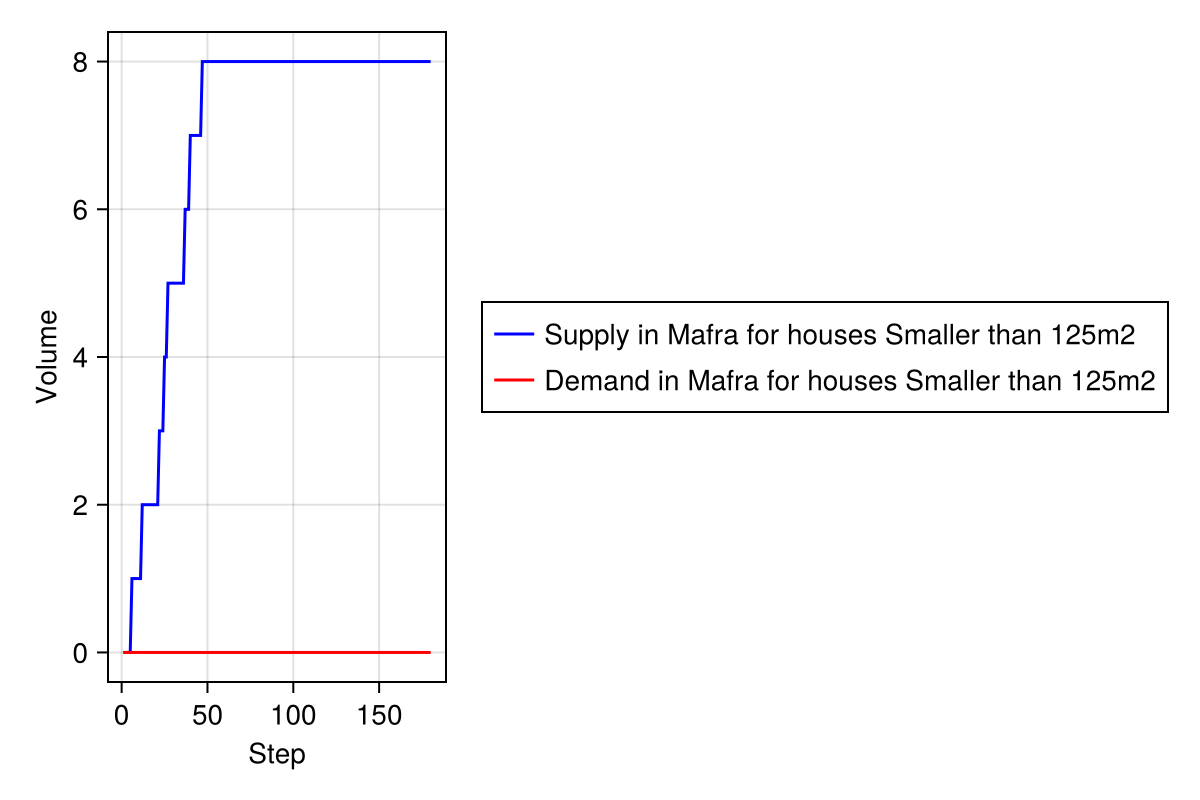 8
6
4
2
0
Volume
0 50 100 150
Step
Supply in Mafra for houses Smaller than 125m2
Demand in Mafra for houses Smaller than 125m2